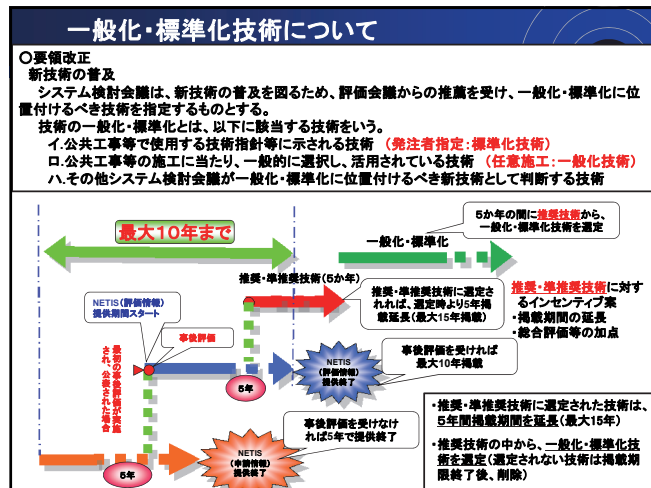 一般化・標準化技術について
○要領改正
新技術の普及
システム検討会議は、新技術の普及を図るため、評価会議からの推薦を受け、一般化・標準化に位
置付けるべき技術を指定するものとする。
技術の一般化・標準化とは、以下に該当する技術をいう。
イ.公共工事等で使用する技術指針等に示される技術 (発注者指定:標準化技術)
ロ.公共工事等の施工に当たり、一般的に選択し、活用されている技術 (任意施工:一般化技術)
ハ.その他システム検討会議が一般化・標準化に位置付けるべき新技術として判断する技術
最大10年まで
5か年の間に推奨技術から、
一般化・標準化技術を選定
一般化・標準化
推奨・準推奨技術(5か年)
NETIS(評価情報)
提供期間スタート
推奨・準推奨技術に選定さ
れれば、選定時より5年掲
載延長(最大15年掲載)
推奨・準推奨技術に対す
るインセンティブ案
・掲載期間の延長
・総合評価等の加点
事後評価
最初の事後評価が実施
され、公表された場合
5年
NETIS
(評価情報)
提供終了
事後評価を受ければ
最大10年掲載
事後評価を受けなけ
れば5年で提供終了
5年
NETIS
(申請情報)
提供終了
・推奨・準推奨技術に選定された技術は、
5年間掲載期間を延長(最大15年)
・推奨技術の中から、一般化・標準化技
術を選定(選定されない技術は掲載期
限終了後、削除)